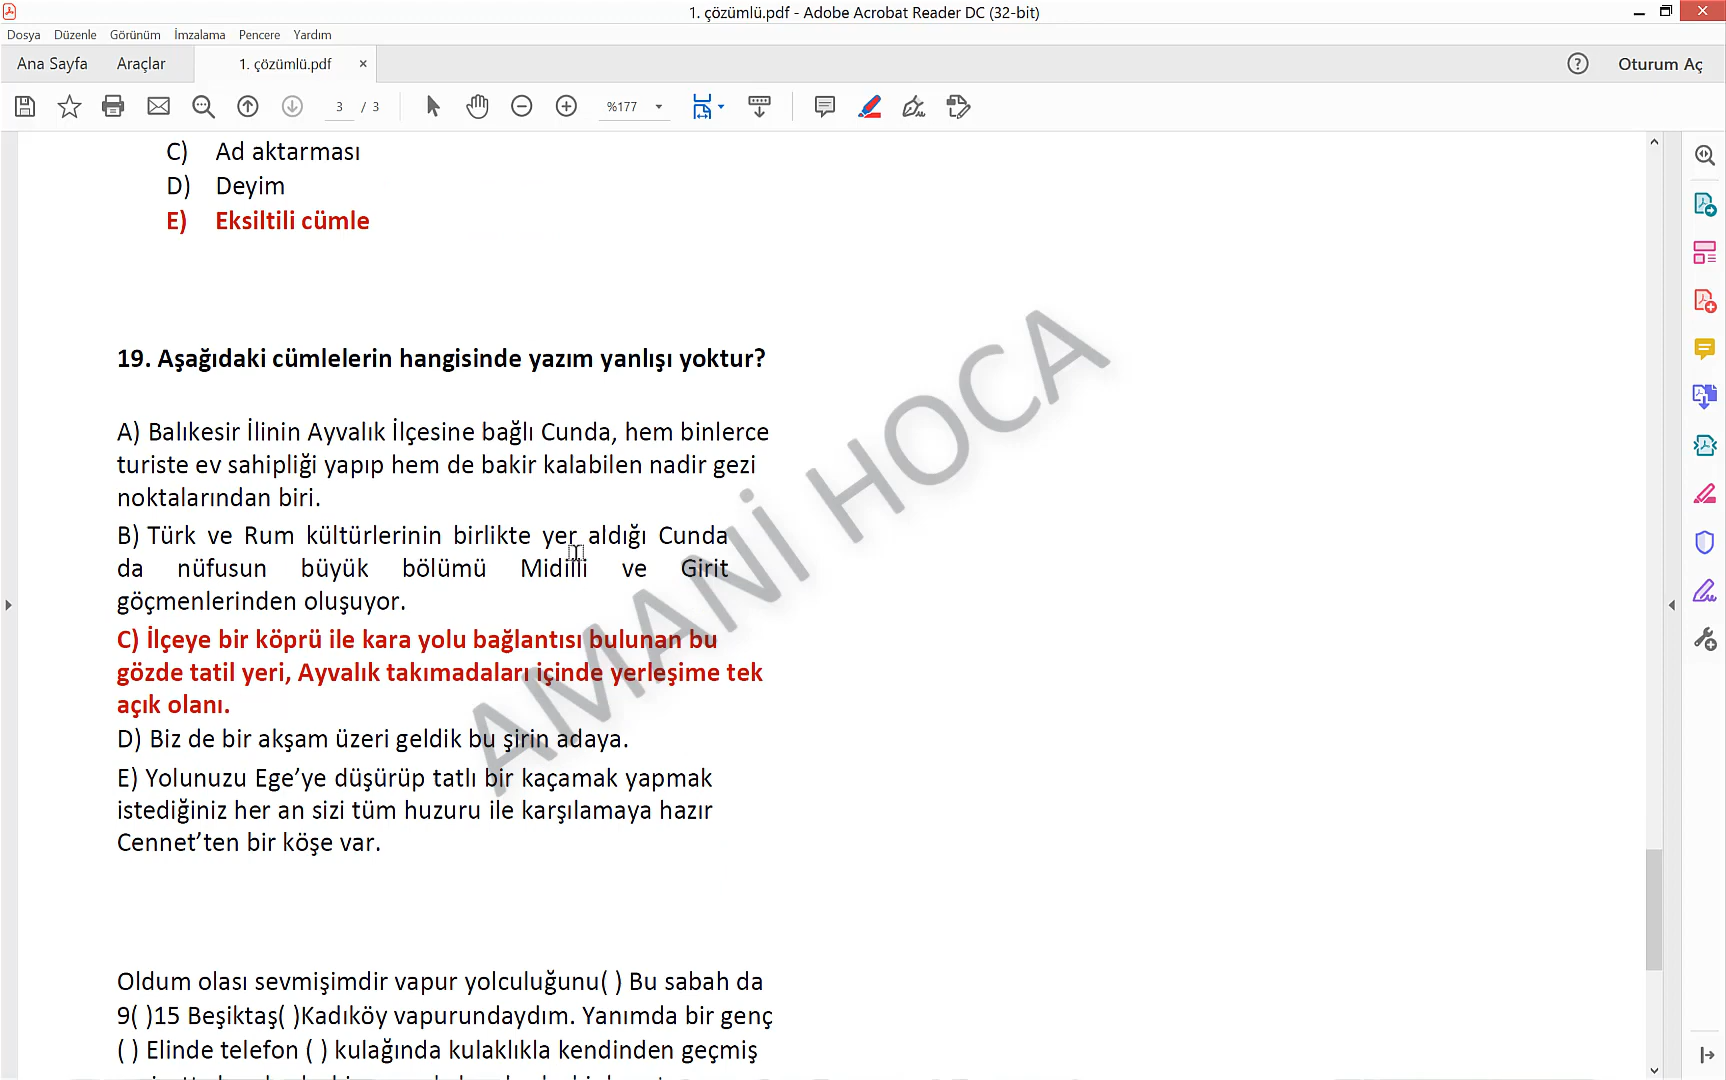 1. çözümlü.pdf - Adobe Acrobat Reader DC (32-bit)
Dosya Düzenle Görünüm İmzalama Pencere Yardım
Ana Sayfa Araçlar 1. çözümlü.pdf × Oturum Aç
3 / 3 %177
C) Ad aktarması
D) Deyim
E) Eksiltili cümle
19. Aşağıdaki cümlelerin hangisinde yazım yanlışı yoktur?
A) Balıkesir İlinin Ayvalık İlçesine bağlı Cunda, hem binlerce
turiste ev sahipliği yapıp hem de bakir kalabilen nadir gezi
noktalarından biri.
B) Türk ve Rum kültürlerinin birlikte yer aldığı Cunda
da nüfusun büyük bölümü Midilli ve Girit
göçmenlerinden oluşuyor.
C) İlçeye bir köprü ile kara yolu bağlantısı bulunan bu
gözde tatil yeri, Ayvalık takımadaları içinde yerleşime tek
açık olanı.
D) Biz de bir akşam üzeri geldik bu şirin adaya.
E) Yolunuzu Ege’ye düşürüp tatlı bir kaçamak yapmak
istediğiniz her an sizi tüm huzuru ile karşılamaya hazır
Cennet’ten bir köşe var.
Oldum olası sevmişimdir vapur yolculuğunu( ) Bu sabah da
9( )15 Beşiktaş( )Kadıköy vapurundaydım. Yanımda bir genç
( ) Elinde telefon ( ) kulağında kulaklıkla kendinden geçmiş
AMANİ HOCA